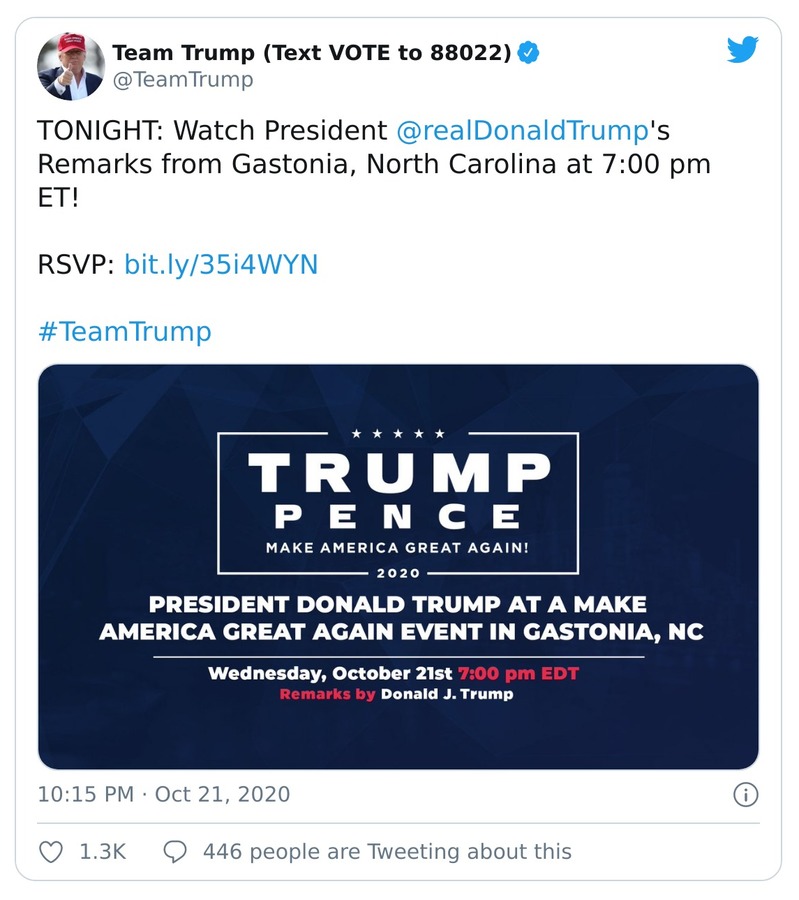 Team Trump (Text VOTE to 88022)
@TeamTrump
TONIGHT: Watch President @realDonaldTrump's
Remarks from Gastonia, North Carolina at 7:00 pm
ET!
RSVP: bit.ly/35i4WYN
#TeamTrump
TRUMP
PENCE
MAKE AMERICA GREAT AGAIN!
2020
PRESIDENT DONALD TRUMP AT A MAKE
AMERICA GREAT AGAIN EVENT IN GASTONIA, NC
Wednesday, October 21st 7:00 pm EDT
Remarks by Donald J. Trump
10:15 PM · Oct 21, 2020
1.3K 446 people are Tweeting about this